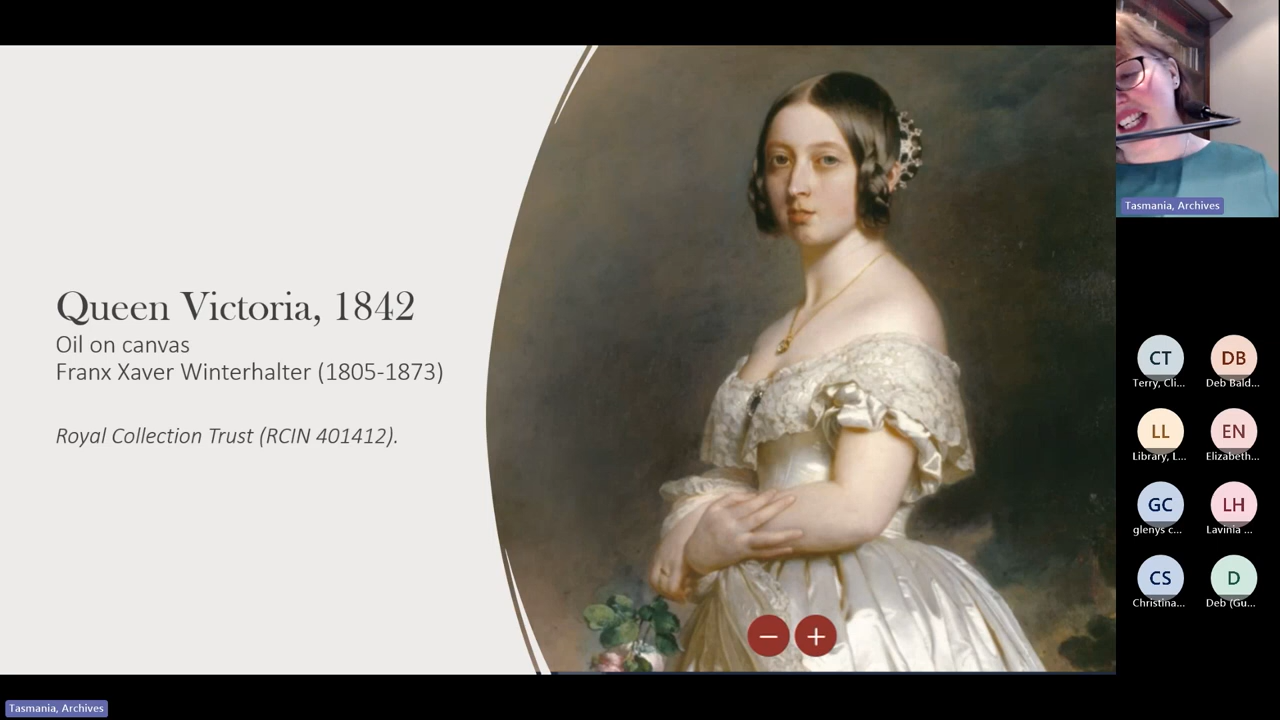 Queen Victoria, 1842
Oil on canvas
Franx Xaver Winterhalter (1805-1873)
Royal Collection Trust (RCIN 401412).
Tasmania, Archives
CT
DB
Terry, Cli...
Deb Bald...
LL
EN
Library, L...
Elizabeth...
GC
LH
glenys c...
Lavinia ...
CS
D
Christina...
Deb (Gu...
Tasmania, Archives